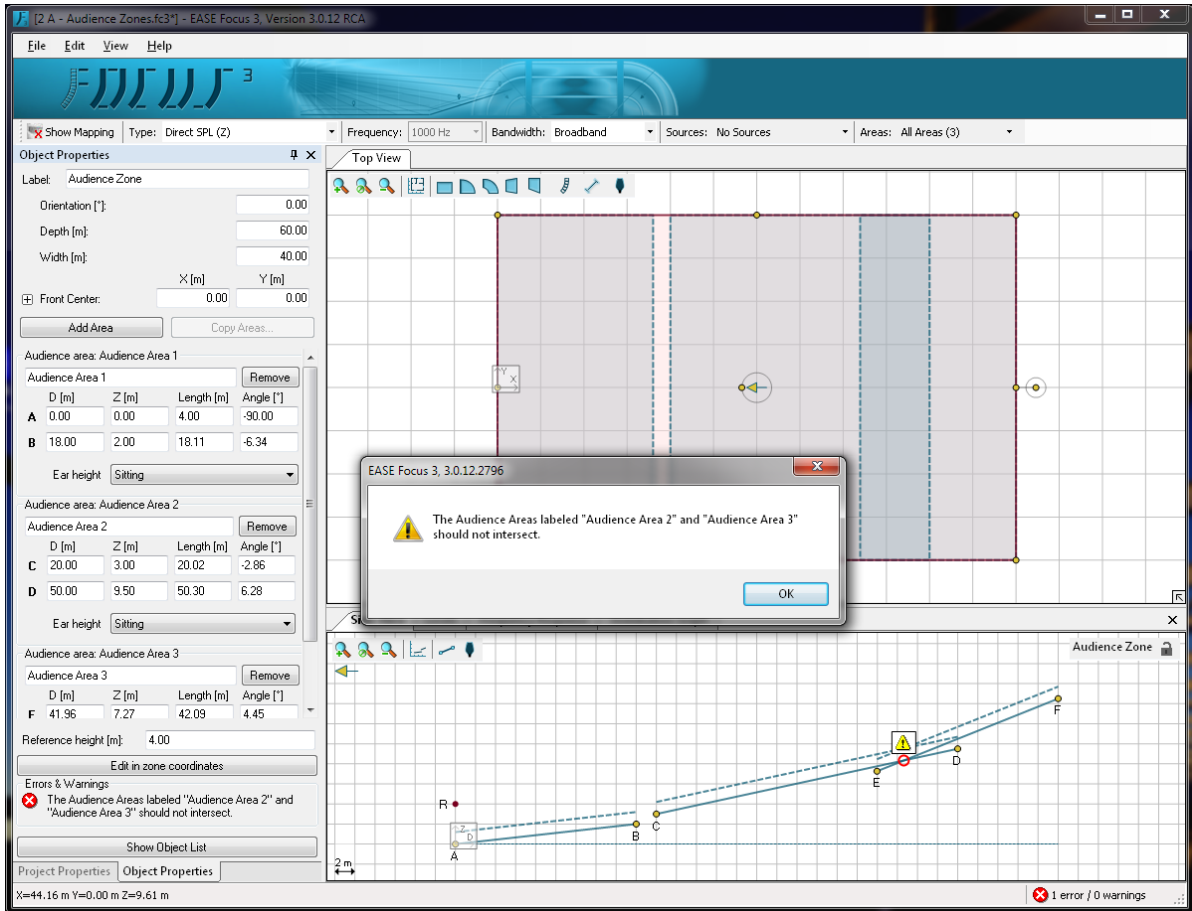 [2 A - Audience Zones.fc3*] - EASE Focus 3, Version 3.0.12 RCA
File Edit View Help
FOCUS 3
Show Mapping Type: Direct SPL (Z) Frequency: 1000 Hz Bandwidth: Broadband Sources: No Sources Areas: All Areas (3)
Object Properties
Top View
Label: Audience Zone
Orientation [°]: 0.00
Depth [m]: 60.00
Width [m]: 40.00
X [m] Y [m]
Front Center: 0.00 0.00
Add Area Copy Areas...
Audience area: Audience Area 1
Audience Area 1 Remove
D [m] Z [m] Length [m] Angle [°]
A 0.00 0.00 4.00 -90.00
B 18.00 2.00 18.11 -6.34
Ear height Sitting
Audience area: Audience Area 2
Audience Area 2 Remove
D [m] Z [m] Length [m] Angle [°]
C 20.00 3.00 20.02 -2.86
D 50.00 9.50 50.30 6.28
Ear height Sitting
Audience area: Audience Area 3
Audience Area 3 Remove
D [m] Z [m] Length [m] Angle [°]
F 41.96 7.27 42.09 4.45
Reference height [m]: 4.00
Edit in zone coordinates
Errors & Warnings
The Audience Areas labeled "Audience Area 2" and
"Audience Area 3" should not intersect.
Show Object List
Project Properties Object Properties
X=44.16 m Y=0.00 m Z=9.61 m
Y
X
EASE Focus 3, 3.0.12.2796
The Audience Areas labeled "Audience Area 2" and "Audience Area 3"
should not intersect.
OK
Audience Zone
F
D
E
R
C
B
Z
D
A
2 m
1 error / 0 warnings